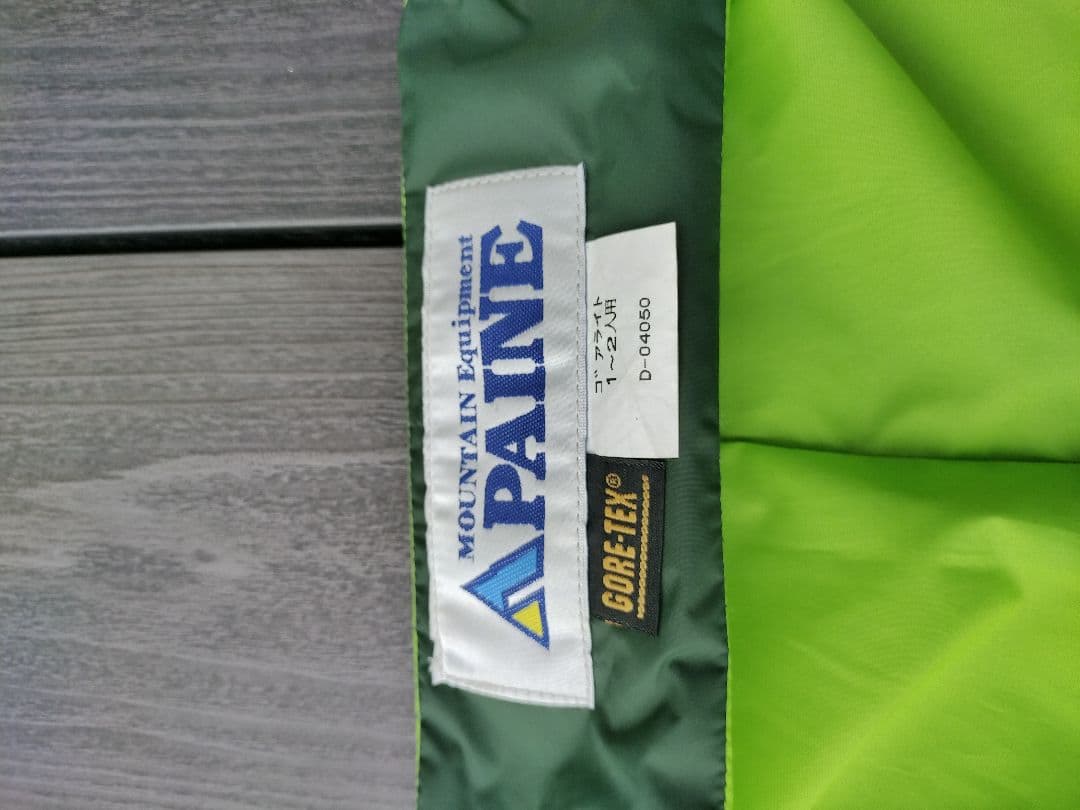 MOUNTAIN Equipment
PAINE
ゴアライト
1～2人用
D-04050
GORE-TEX®